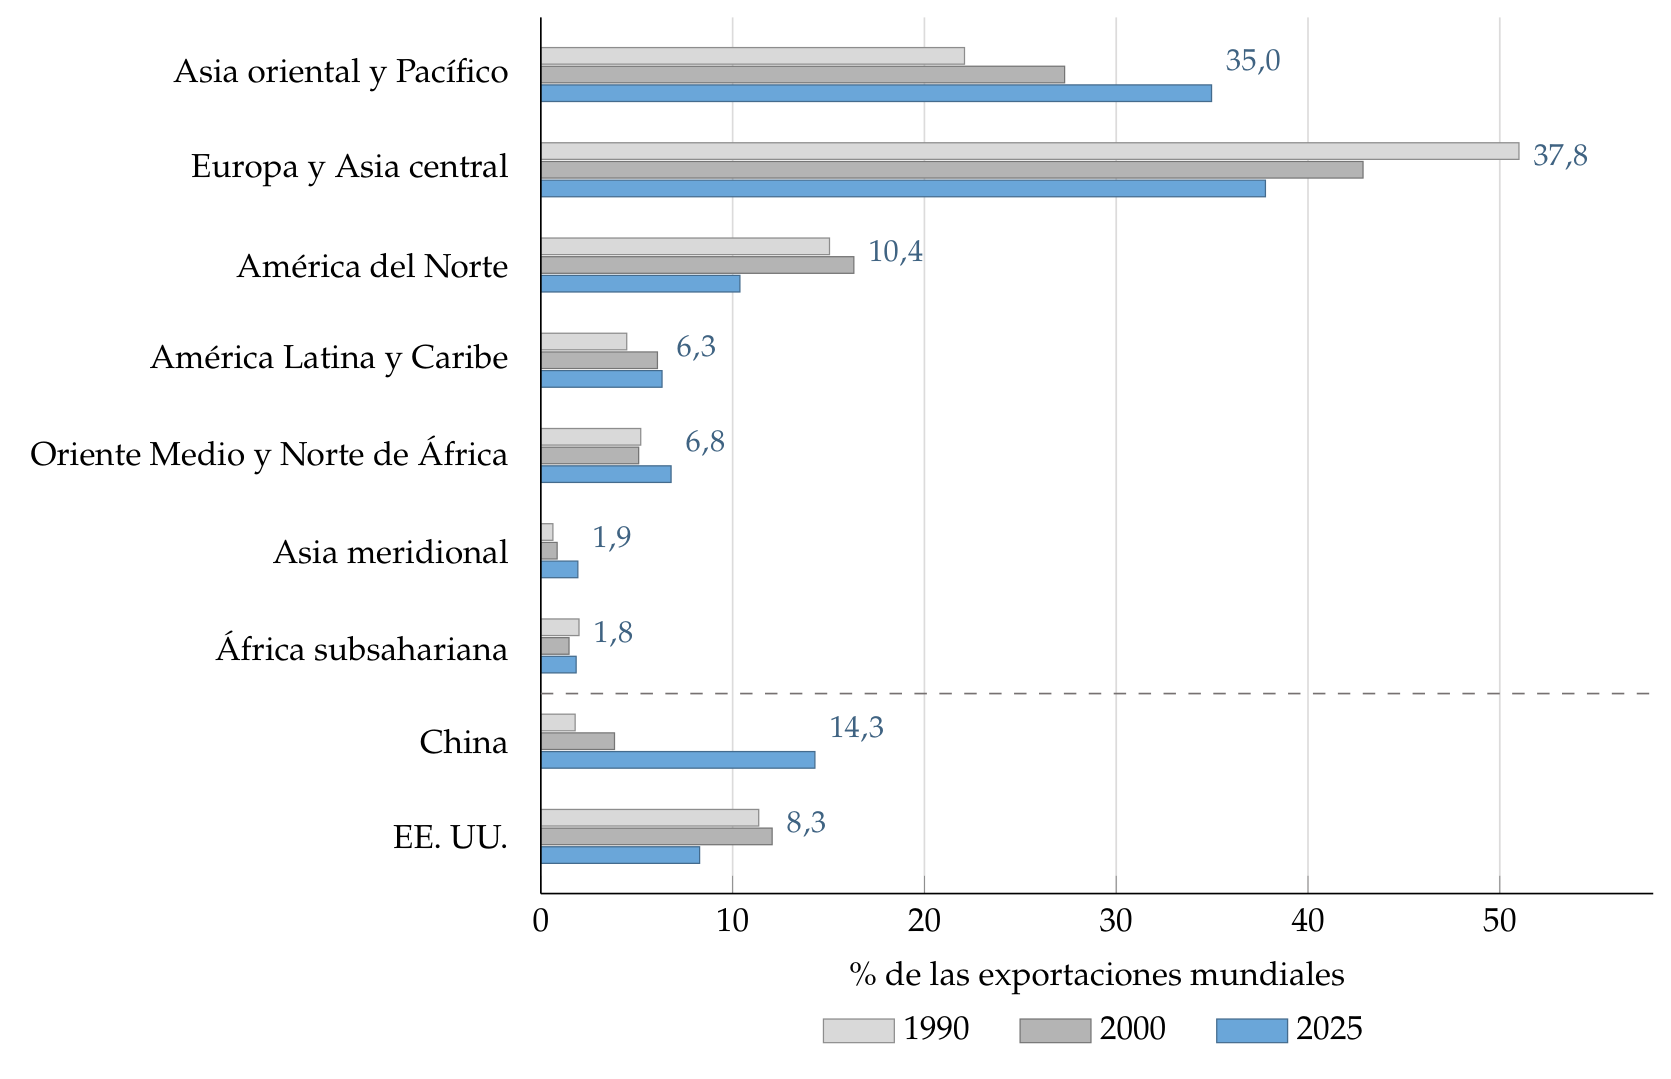 Asia oriental y Pacífico
35,0
Europa y Asia central
37,8
América del Norte
10,4
América Latina y Caribe
6,3
Oriente Medio y Norte de África
6,8
Asia meridional
1,9
África subsahariana
1,8
China
14,3
EE. UU.
8,3
0 10 20 30 40 50
% de las exportaciones mundiales
1990 2000 2025